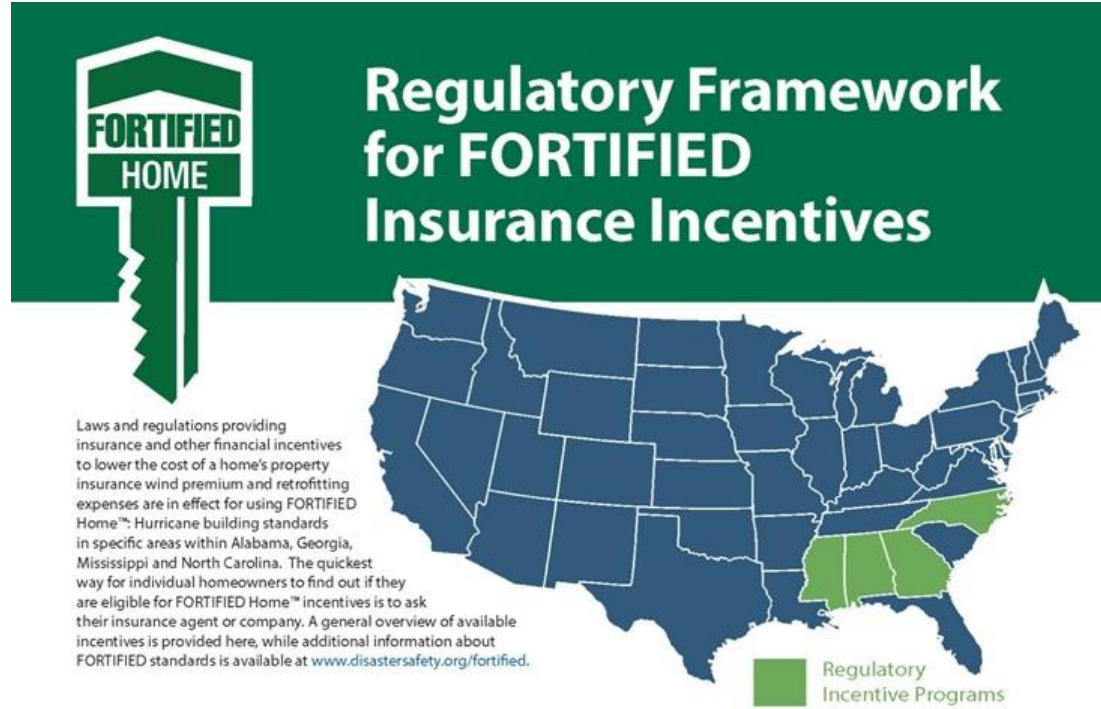 FORTIFIED
HOME
Regulatory Framework
for FORTIFIED
Insurance Incentives
Laws and regulations providing
insurance and other financial incentives
to lower the cost of a home's property
insurance wind premium and retrofitting
expenses are in effect for using FORTIFIED
Home™: Hurricane building standards
in specific areas within Alabama, Georgia,
Mississippi and North Carolina. The quickest
way for individual homeowners to find out if they
are eligible for FORTIFIED Home™ incentives is to ask
their insurance agent or company. A general overview of available
incentives is provided here, while additional information about
FORTIFIED standards is available at www.disastersafety.org/fortified.
Regulatory
Incentive Programs